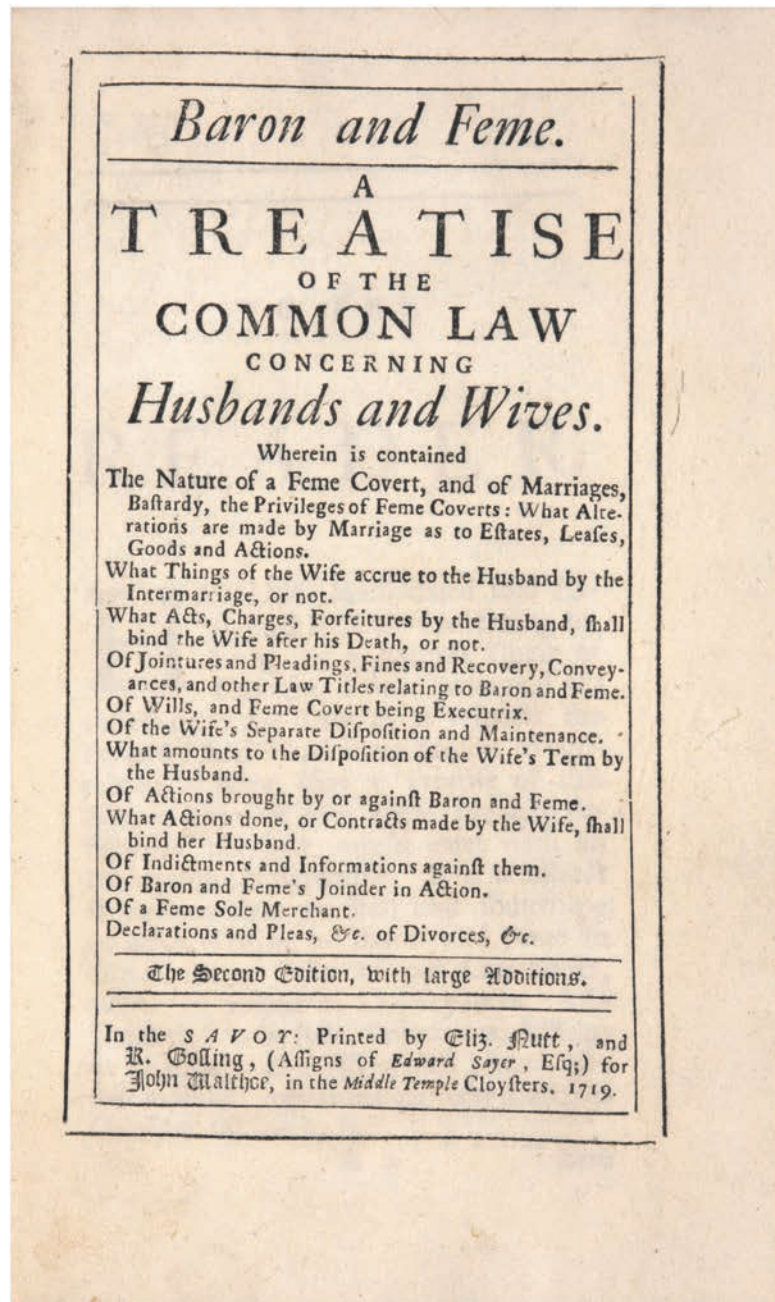 Baron and Feme.
A
TREATISE
OF THE
COMMON LAW
CONCERNING
Husbands and Wives.
Wherein is contained
The Nature of a Feme Covert, and of Marriages,
Baſtardy, the Privileges of Feme Coverts: What Alte-
rations are made by Marriage as to Eſtates, Leaſes,
Goods and Actions.
What Things of the Wife accrue to the Husband by the
Intermarriage, or not.
What Acts, Charges, Forfeitures by the Husband, ſhall
bind the Wife after his Death, or not.
Of Jointures and Pleadings, Fines and Recovery, Convey-
ances, and other Law Titles relating to Baron and Feme.
Of Wills, and Feme Covert being Executrix.
Of the Wife's Separate Diſpoſition and Maintenance.
What amounts to the Diſpoſition of the Wife's Term by
the Husband.
Of Actions brought by or againſt Baron and Feme.
What Actions done, or Contracts made by the Wife, ſhall
bind her Husband.
Of Indictments and Informations againſt them.
Of Baron and Feme's Joinder in Action.
Of a Feme Sole Merchant.
Declarations and Pleas, &c. of Divorces, &c.
The Second Edition, with large Additions.
In the SAVOY: Printed by Eliz. Nutt, and
R. Goſling, (Aſſigns of Edward Sayer, Eſq;) for
John Walthoe, in the Middle Temple Cloyſters. 1719.